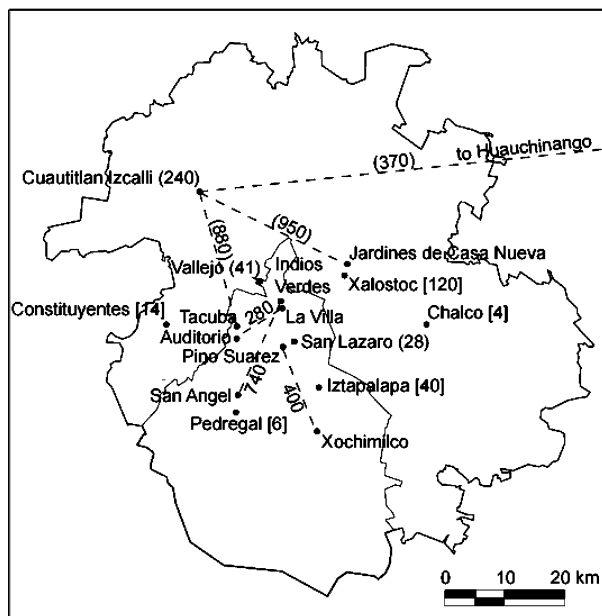 to Huauchinango
(370)
Cuautitlan Izcalli (240)
(950)
(880)
Jardines de Casa Nueva
Vallejo (41)
Indios
Verdes
Xalostoc [120]
Constituyentes [14]
Tacuba
280
La Villa
Chalco [4]
Auditorio
Pino Suarez
San Lazaro (28)
740
400
San Angel
Iztapalapa [40]
Pedregal [6]
Xochimilco
0 10 20 km